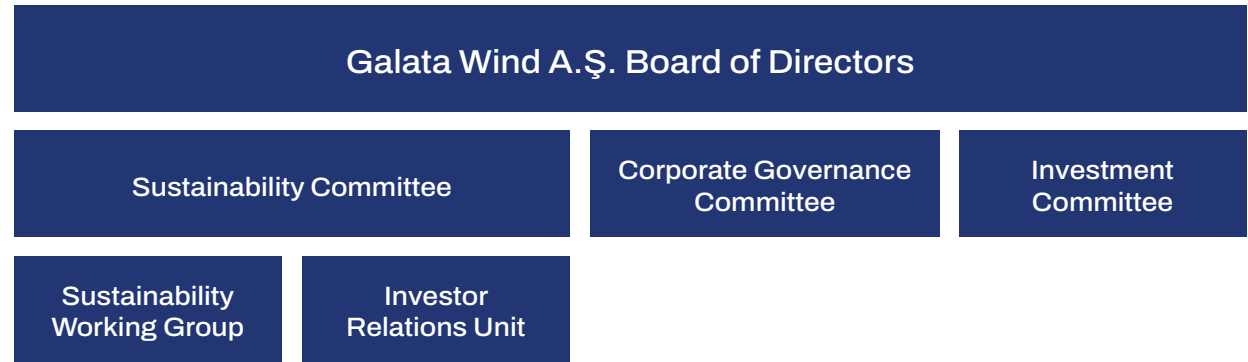 Galata Wind A.Ş. Board of Directors
Sustainability Committee
Corporate Governance
Committee
Investment
Committee
Sustainability
Working Group
Investor
Relations Unit